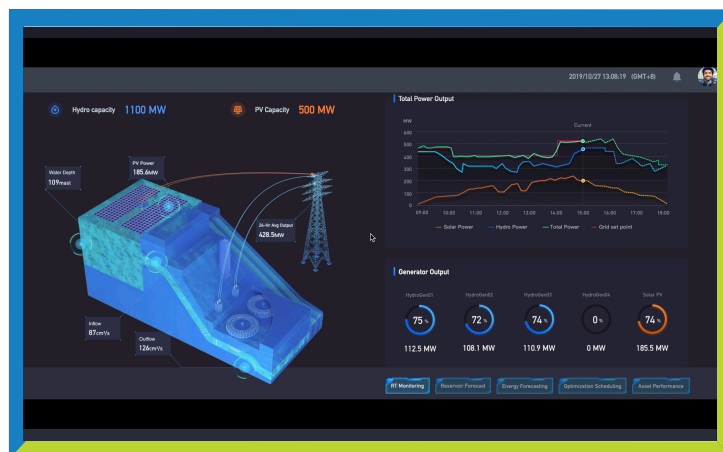 2019/10/27 13:08:19 (GMT+8)
Hydro capacity 1100 MW
PV Capacity 500 MW
Water Depth
109masl
PV Power
185.6MW
24-Hr Avg Output
428.5MW
Inflow
87cm³/s
Outflow
126cm³/s
Total Power Output
MW
Current
600
500
400
300
200
100
0
09:00 10:00 11:00 12:00 13:00 14:00 15:00 16:00 17:00 18:00
Solar Power Hydro Power Total Power Grid set point
Generator Output
HydroGen01 HydroGen02 HydroGen03 HydroGen04 Solar PV
75 % 72 % 74 % 0 % 74 %
112.5 MW 108.1 MW 110.9 MW 0 MW 185.5 MW
RT Monitoring Reservoir Forecast Energy Forecasting Optimization Scheduling Asset Performance